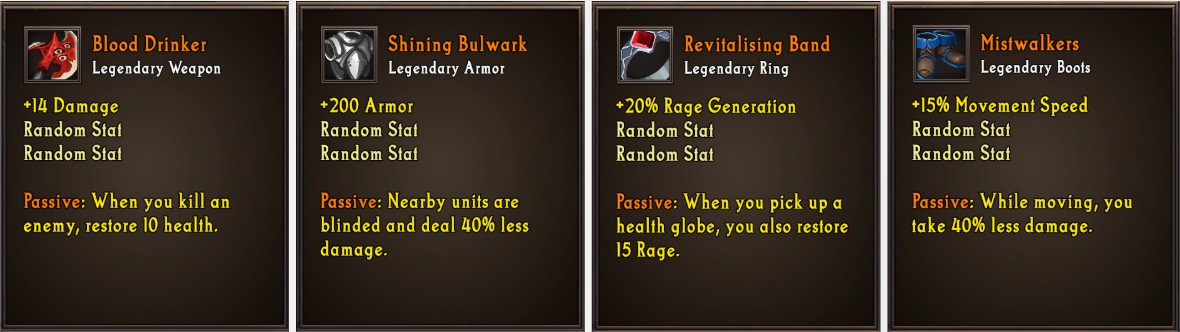 Blood Drinker
Legendary Weapon
+14 Damage
Random Stat
Random Stat
Passive: When you kill an
enemy, restore 10 health.
Shining Bulwark
Legendary Armor
+200 Armor
Random Stat
Random Stat
Passive: Nearby units are
blinded and deal 40% less
damage.
Revitalising Band
Legendary Ring
+20% Rage Generation
Random Stat
Random Stat
Passive: When you pick up a
health globe, you also restore
15 Rage.
Mistwalkers
Legendary Boots
+15% Movement Speed
Random Stat
Random Stat
Passive: While moving, you
take 40% less damage.